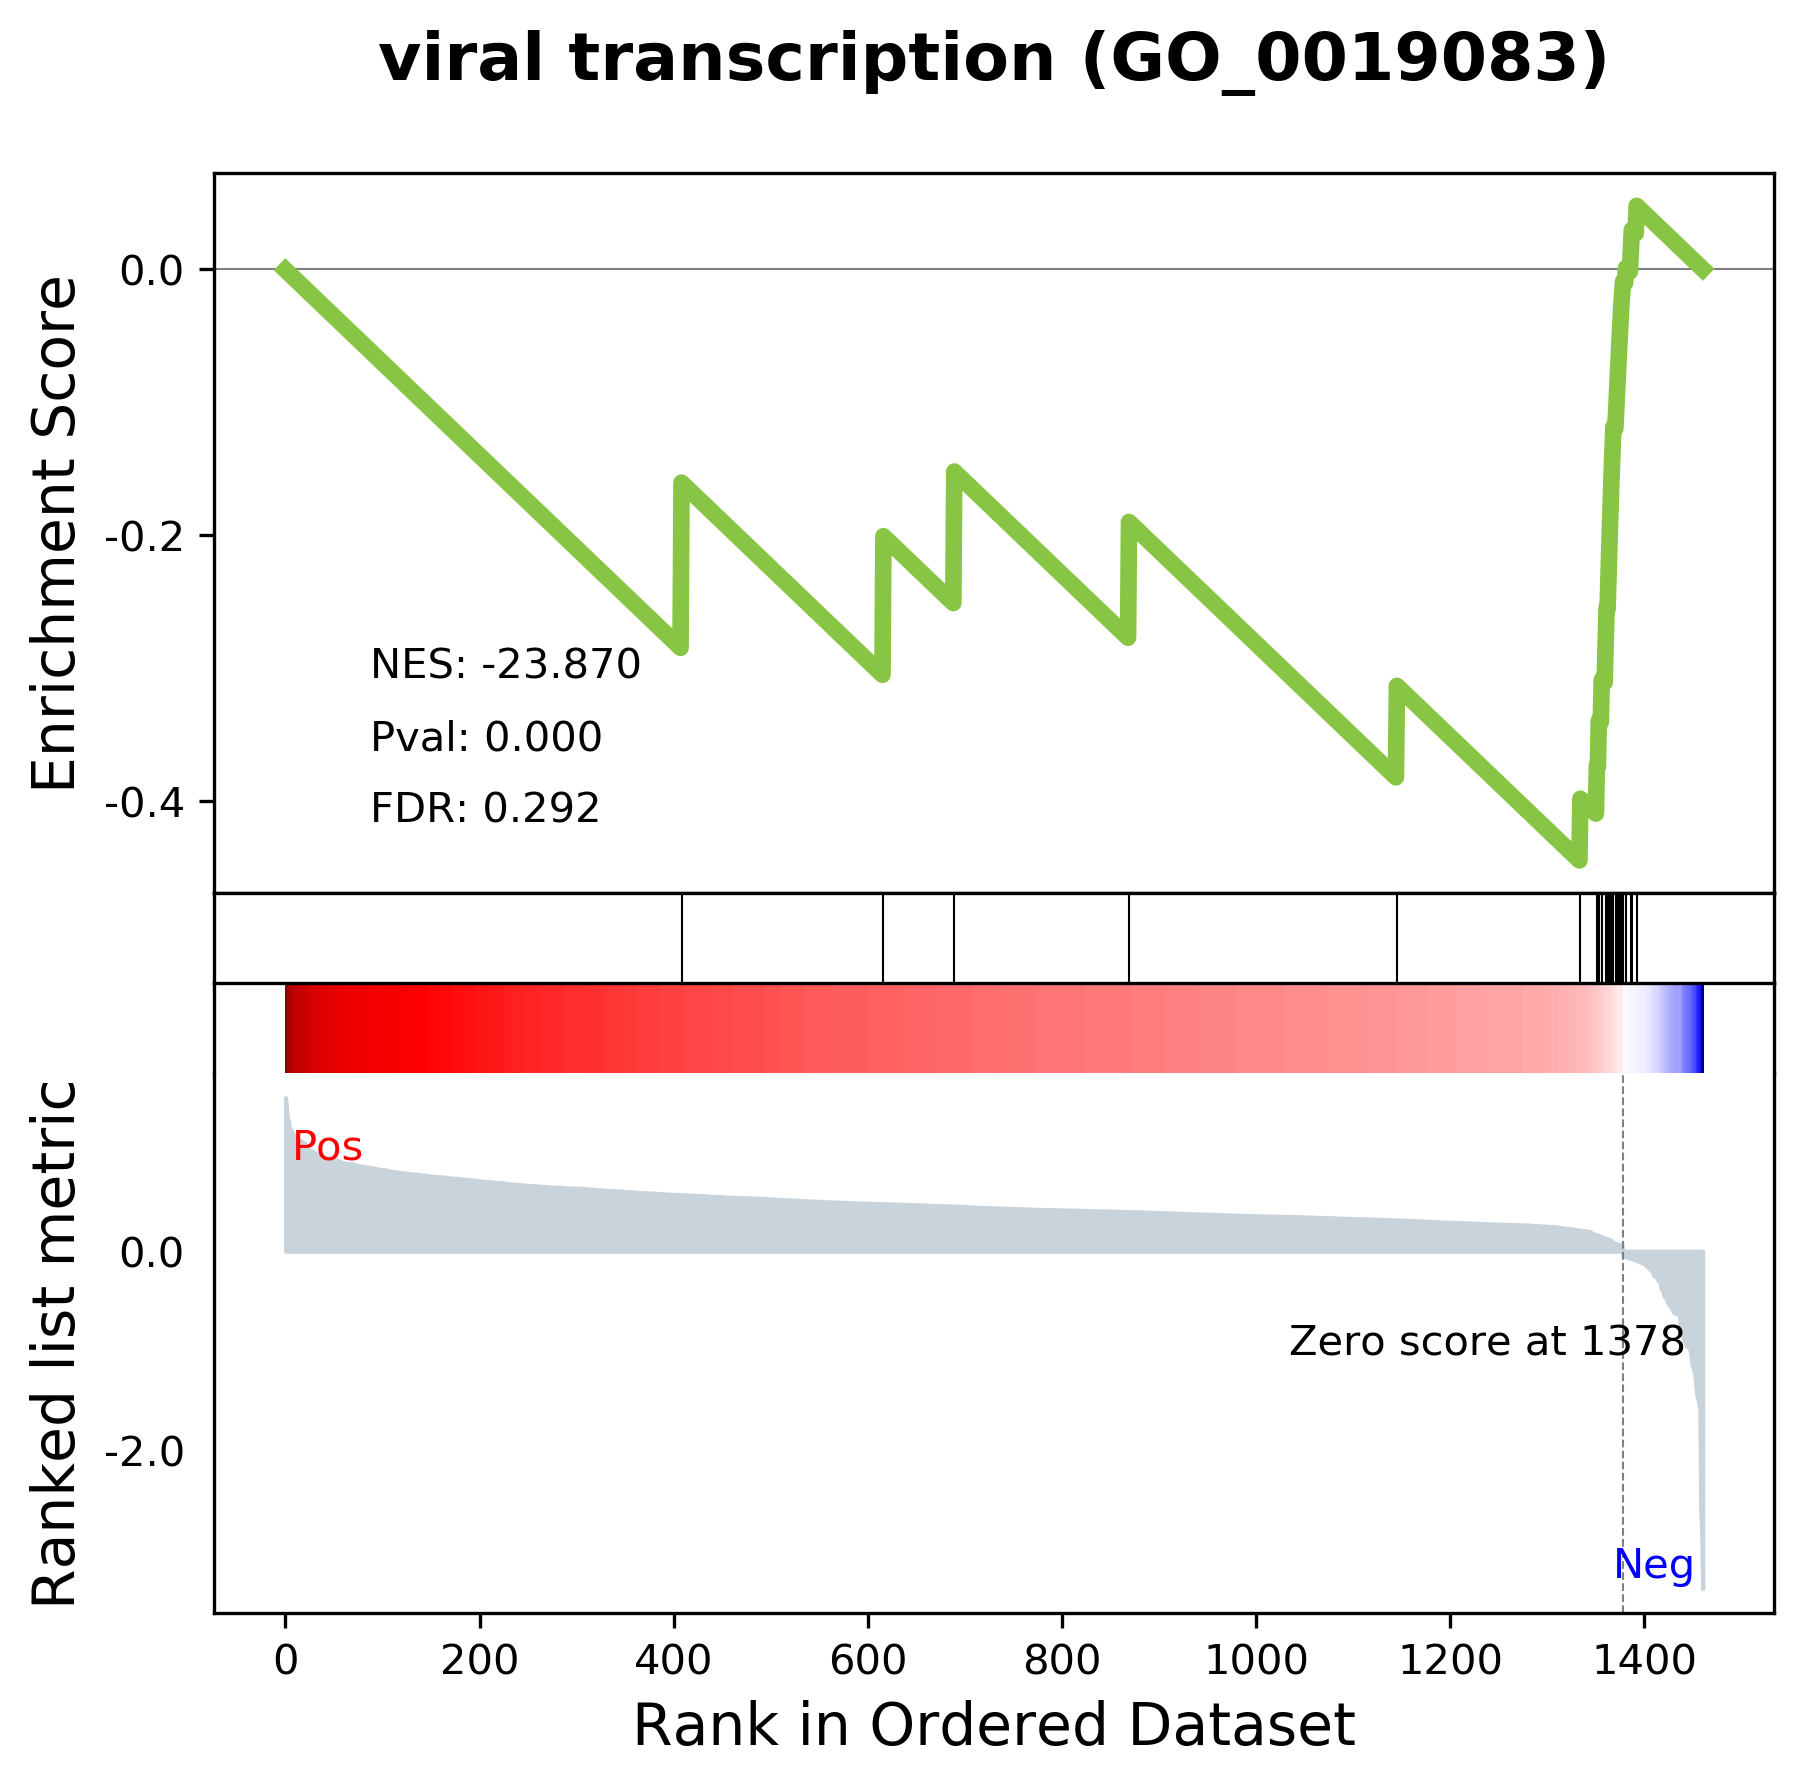 viral transcription (GO_0019083)
Enrichment Score
0.0
-0.2
-0.4
NES: -23.870
Pval: 0.000
FDR: 0.292
Ranked list metric
Pos
0.0
Zero score at 1378
-2.0
Neg
0 200 400 600 800 1000 1200 1400
Rank in Ordered Dataset